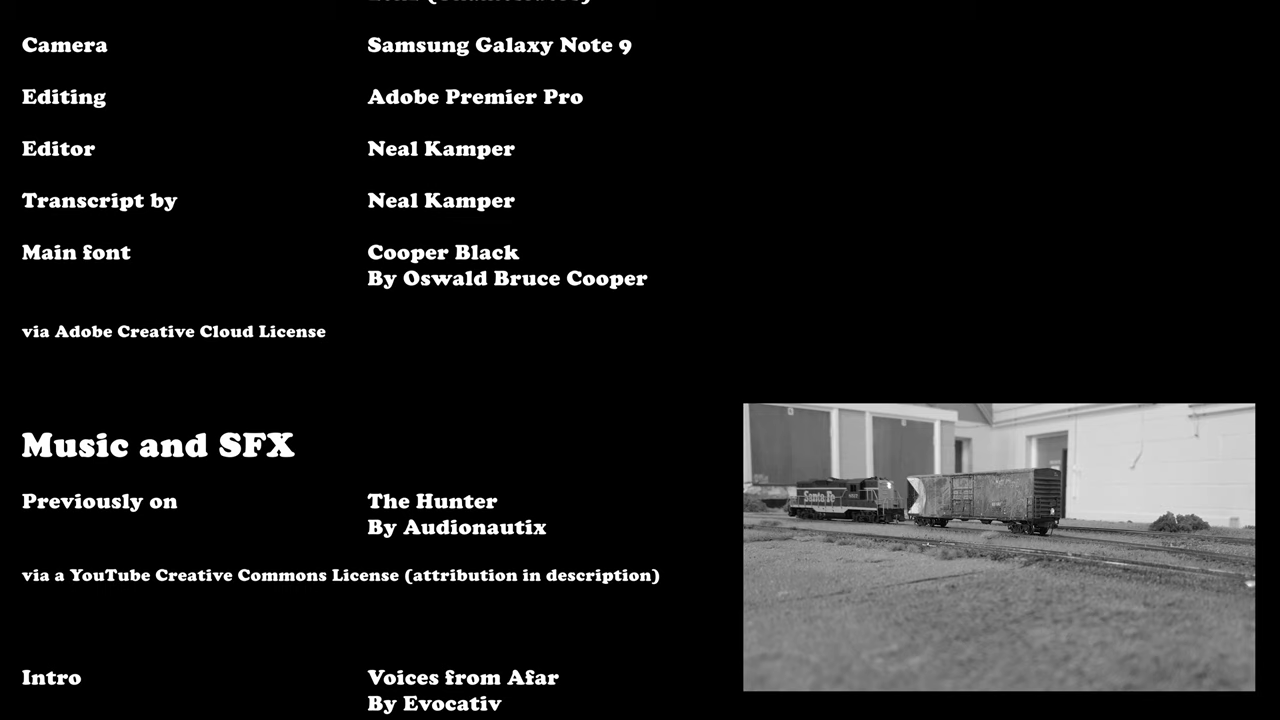 Camera Samsung Galaxy Note 9
Editing Adobe Premier Pro
Editor Neal Kamper
Transcript by Neal Kamper
Main font Cooper Black
By Oswald Bruce Cooper
via Adobe Creative Cloud License
Music and SFX
Previously on The Hunter
By Audionautix
via a YouTube Creative Commons License (attribution in description)
Intro Voices from Afar
By Evocativ
Santa Fe